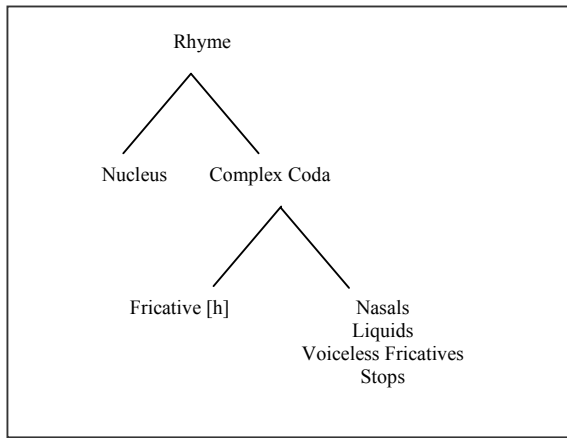 Rhyme
Nucleus Complex Coda
Fricative [h] Nasals
Liquids
Voiceless Fricatives
Stops